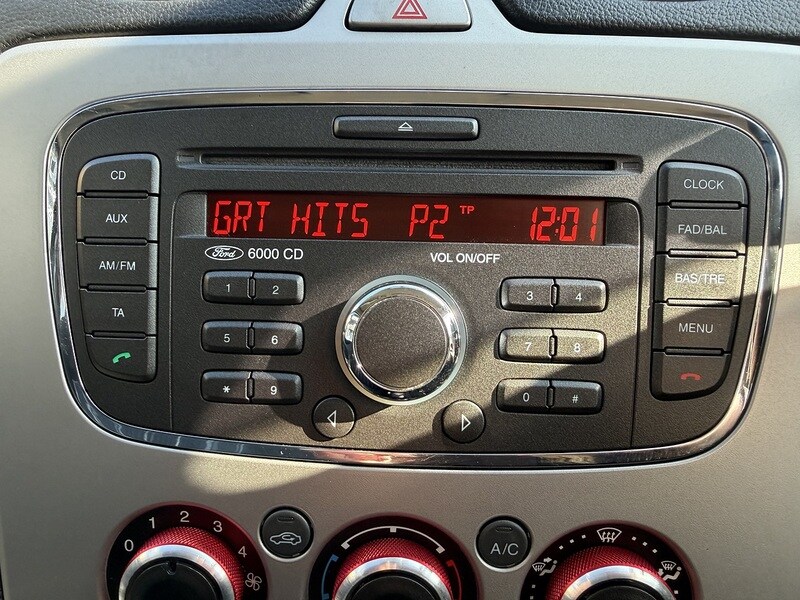 CD
AUX
AM/FM
TA
GRT HITS P2 TP 12:01
Ford 6000 CD
VOL ON/OFF
1 2
5 6
* 9
3 4
7 8
0 #
CLOCK
FAD/BAL
BAS/TRE
MENU
0 1 2 3 4
A/C